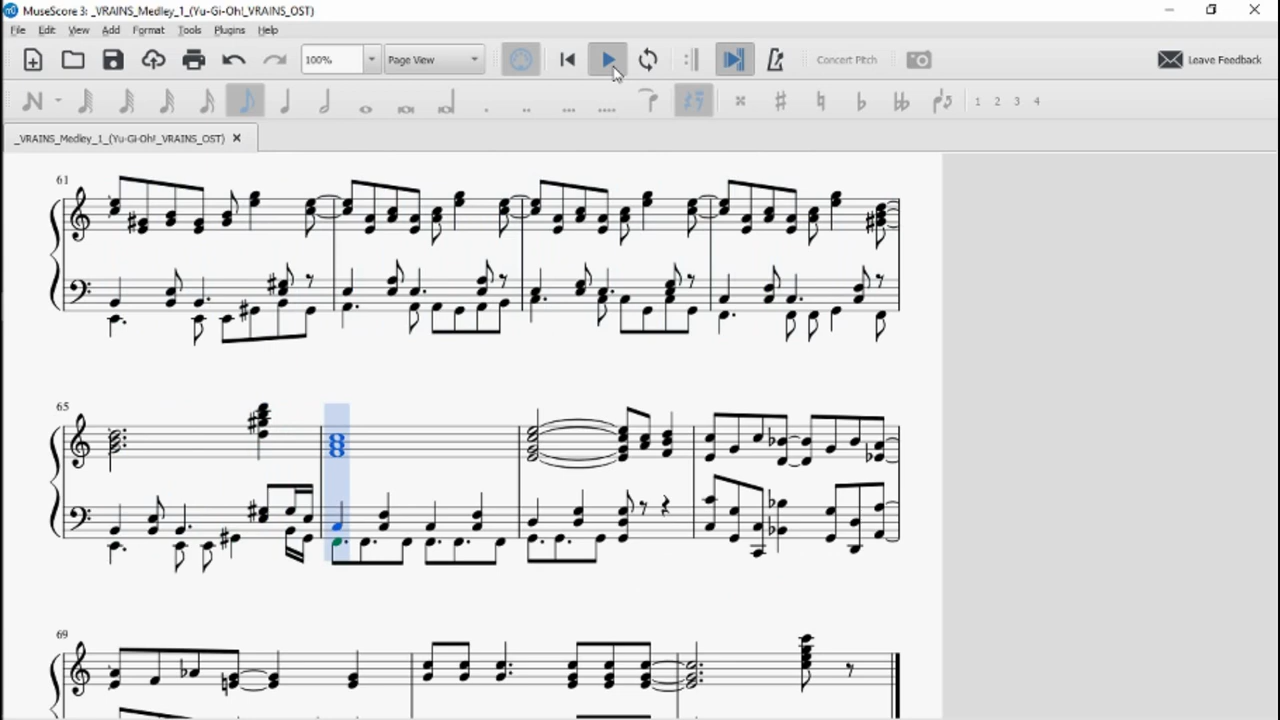 MuseScore 3: _VRAINS_Medley_1_(Yu-Gi-Oh!_VRAINS_OST)
File Edit View Add Format Tools Plugins Help
100% Page View Concert Pitch Leave Feedback
1 2 3 4
_VRAINS_Medley_1_(Yu-Gi-Oh!_VRAINS_OST)
61
65
69